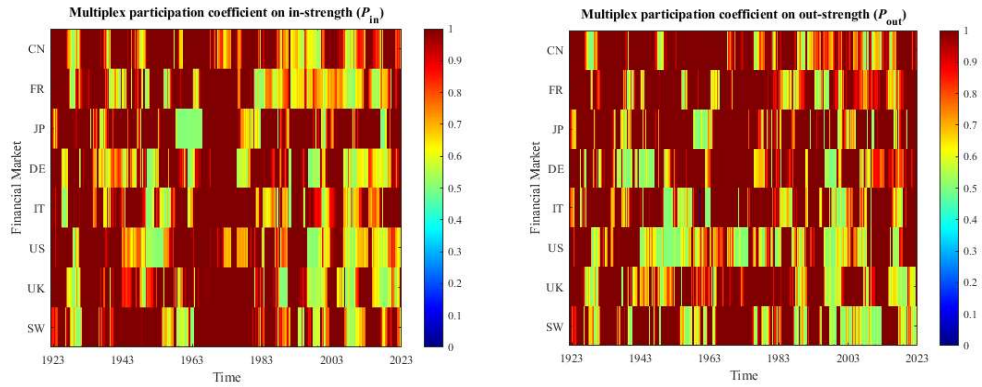 Multiplex participation coefficient on in-strength (P_in)
CN
FR
JP
DE
IT
US
UK
SW
Financial Market
1923
1943
1963
1983
2003
2023
Time
1
0.9
0.8
0.7
0.6
0.5
0.4
0.3
0.2
0.1
0
Multiplex participation coefficient on out-strength (P_out)
CN
FR
JP
DE
IT
US
UK
SW
Financial Market
1923
1943
1963
1983
2003
2023
Time
1
0.9
0.8
0.7
0.6
0.5
0.4
0.3
0.2
0.1
0